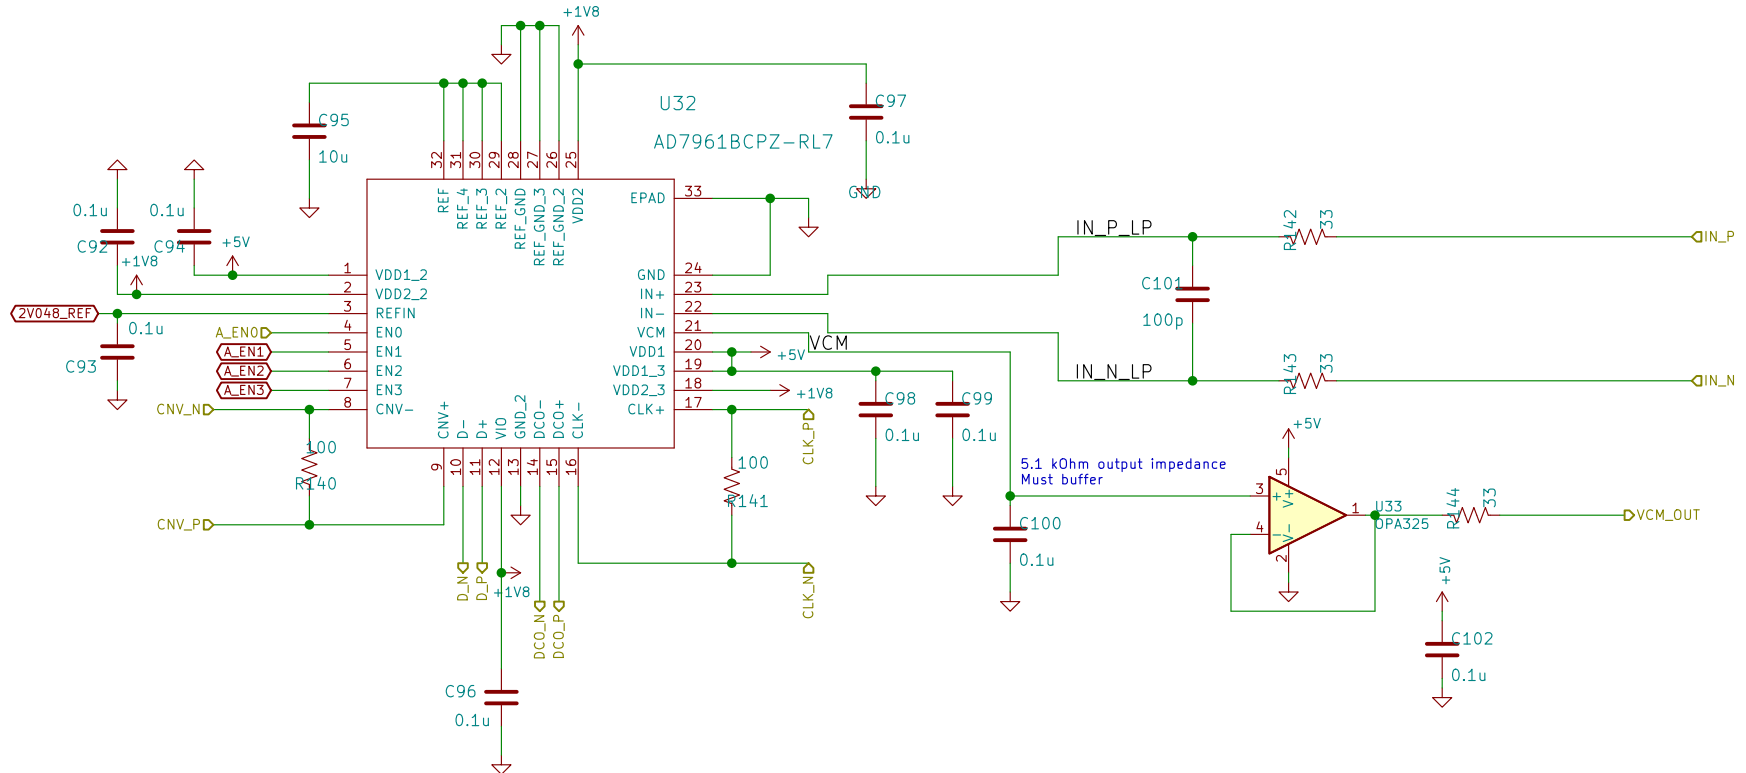 +1V8
U32
AD7961BCPZ-RL7
C97
0.1u
GND
C95
10u
32
31
30
29
28
27
26
25
REF
REF_4
REF_3
REF_2
REF_GND
REF_GND_3
REF_GND_2
VDD2
EPAD
33
0.1u
C92
0.1u
C94
+5V
+1V8
1
VDD1_2
2
VDD2_2
2V048_REF
3
REFIN
0.1u
C93
A_EN0
4
EN0
A_EN1
5
EN1
A_EN2
6
EN2
A_EN3
7
EN3
CNV_N
8
CNV-
GND
24
IN+
23
IN-
22
VCM
21
VDD1
20
VDD1_3
19
VDD2_3
18
CLK+
17
VCM
+5V
+1V8
IN_P_LP
R142
33
IN_P
C101
100p
IN_N_LP
R143
33
IN_N
C98
0.1u
C99
0.1u
CLK_P
CNV+
D-
D+
VIO
GND_2
DCO-
DCO+
CLK-
9
10
11
12
13
14
15
16
100
R140
CNV_P
100
R141
CLK_N
D_N
D_P
+1V8
DCO_N
DCO_P
C96
0.1u
5.1 kOhm output impedance
Must buffer
C100
0.1u
+5V
5
3
+
V+
4
-
V-
2
1
U33
OPA325
R144
33
VCM_OUT
+5V
C102
0.1u